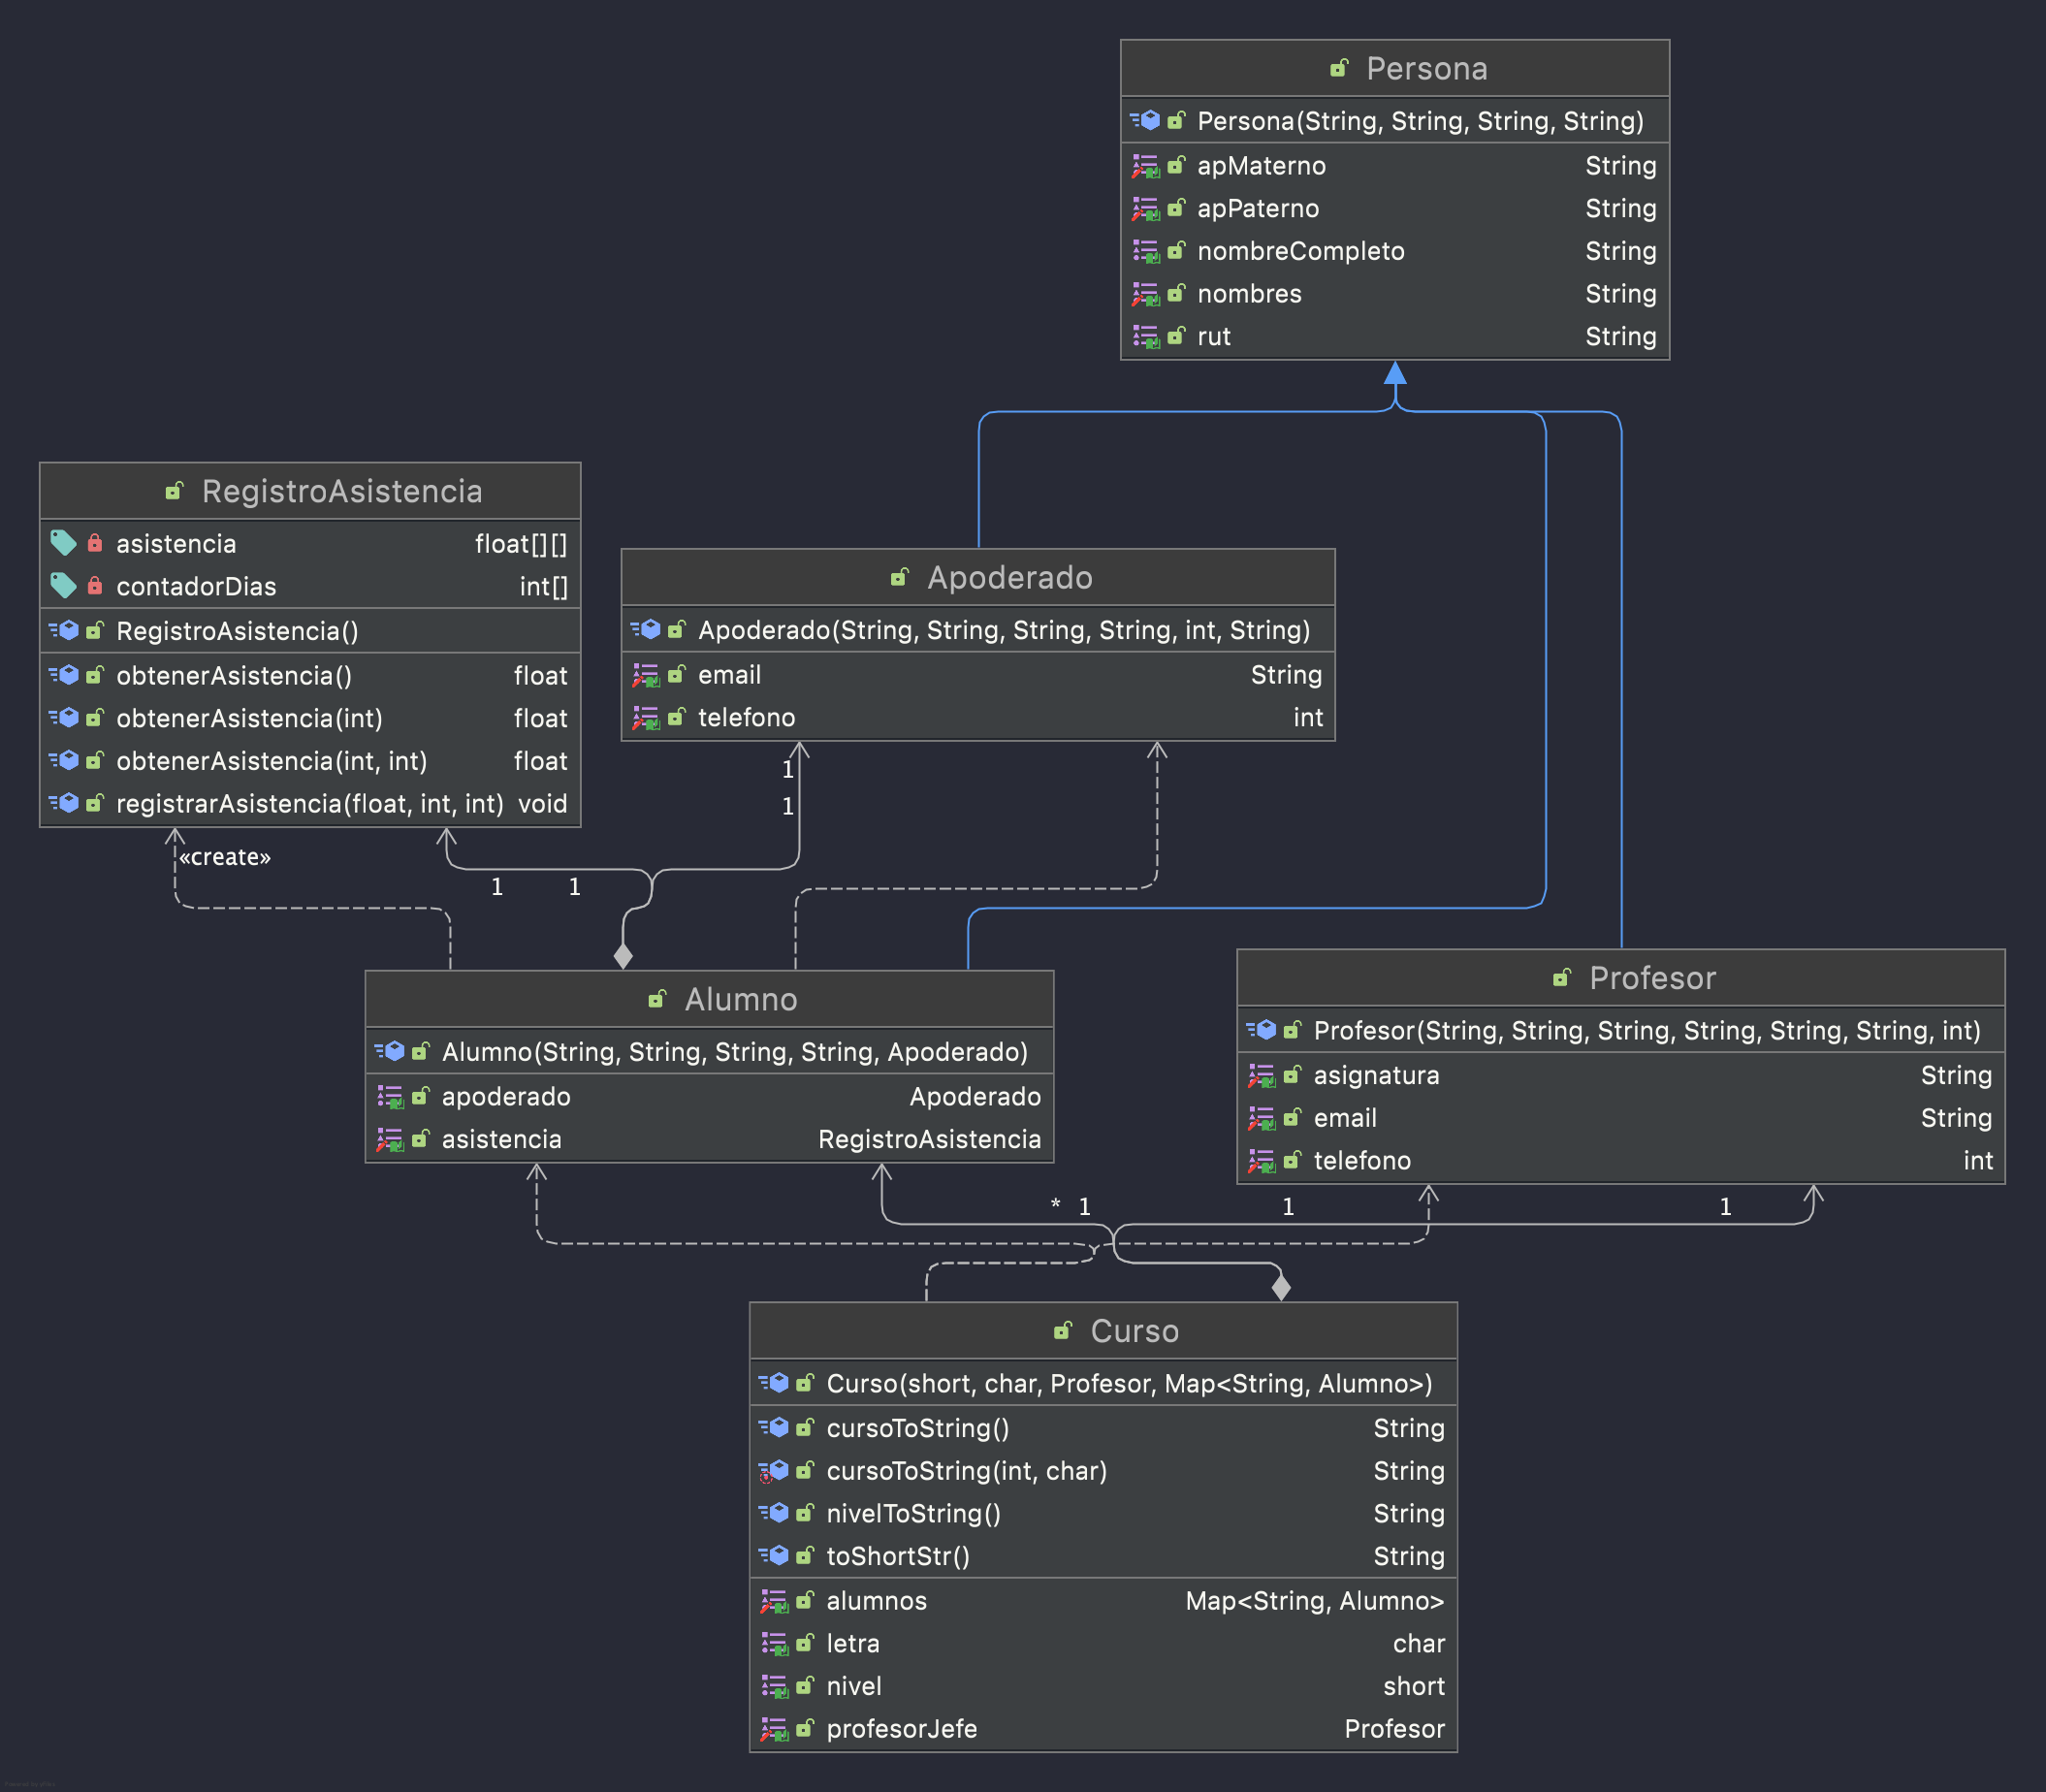 Persona
Persona(String, String, String, String)
apMaterno String
apPaterno String
nombreCompleto String
nombres String
rut String
RegistroAsistencia
asistencia float[][]
contadorDias int[]
RegistroAsistencia()
obtenerAsistencia() float
obtenerAsistencia(int) float
obtenerAsistencia(int, int) float
registrarAsistencia(float, int, int) void
Apoderado
Apoderado(String, String, String, String, int, String)
email String
telefono int
1
1
«create»
1 1
Alumno
Alumno(String, String, String, String, Apoderado)
apoderado Apoderado
asistencia RegistroAsistencia
Profesor
Profesor(String, String, String, String, String, String, int)
asignatura String
email String
telefono int
* 1 1 1
Curso
Curso(short, char, Profesor, Map<String, Alumno>)
cursoToString() String
cursoToString(int, char) String
nivelToString() String
toShortStr() String
alumnos Map<String, Alumno>
letra char
nivel short
profesorJefe Profesor